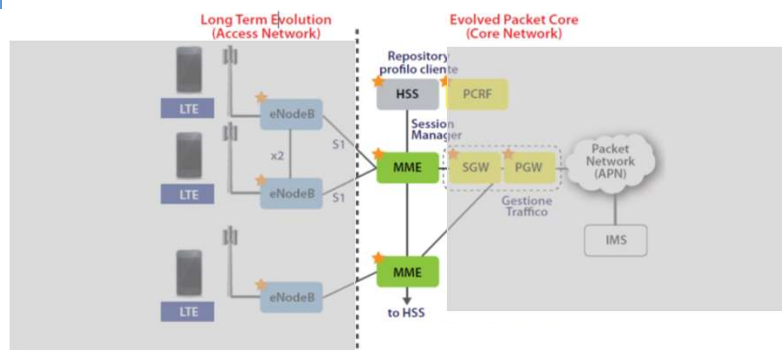 Long Term Evolution
(Access Network)
Evolved Packet Core
(Core Network)
Repository
profilo cliente
HSS
PCRF
LTE
eNodeB
Session
Manager
S1
x2
MME
SGW
PGW
Packet
Network
(APN)
LTE
eNodeB
S1
Gestione
Traffico
IMS
MME
LTE
eNodeB
to HSS